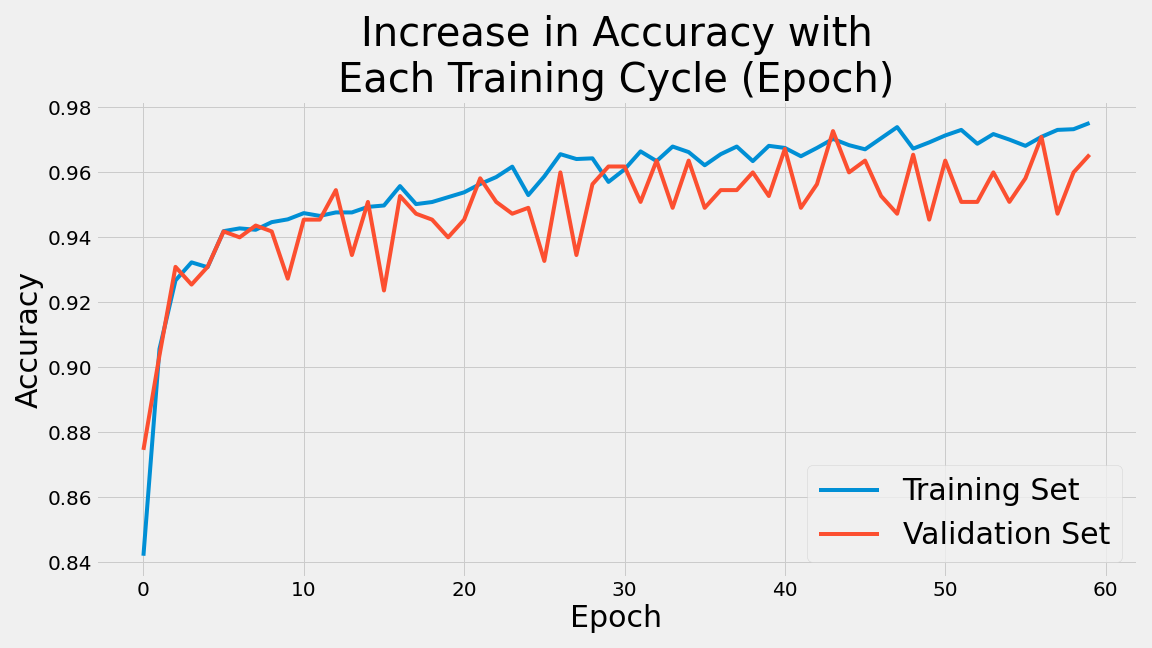 Increase in Accuracy with
Each Training Cycle (Epoch)
0.98
0.96
0.94
0.92
0.90
0.88
0.86
0.84
Accuracy
Training Set
Validation Set
0 10 20 30 40 50 60
Epoch